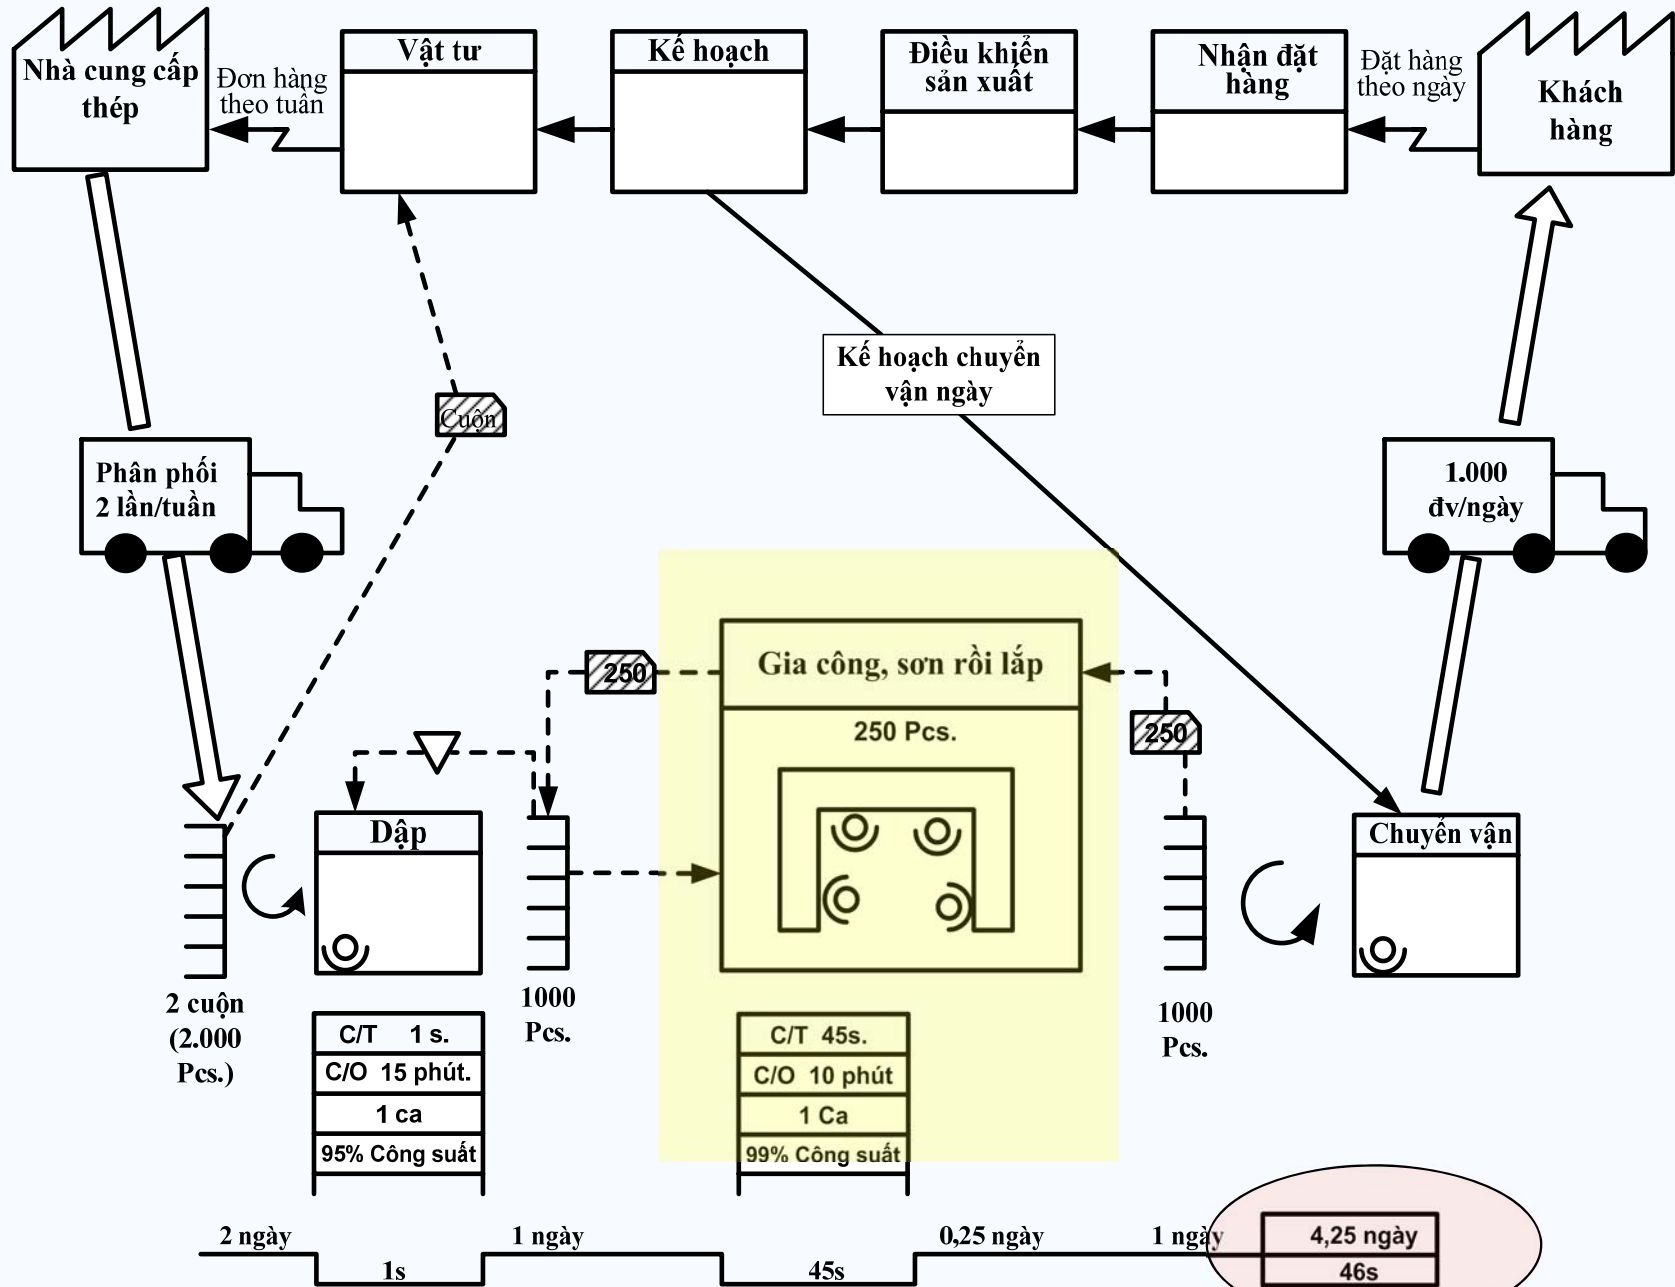 Nhà cung cấp
thép
Đơn hàng
theo tuần
Vật tư
Kế hoạch
Điều khiển
sản xuất
Nhận đặt
hàng
Đặt hàng
theo ngày
Khách
hàng
Kế hoạch chuyển
vận ngày
Cuộn
Phân phối
2 lần/tuần
1.000
đv/ngày
250
Gia công, sơn rồi lắp
250 Pcs.
250
Dập
Chuyển vận
2 cuộn
(2.000
Pcs.)
1000
Pcs.
1000
Pcs.
C/T 1 s.
C/O 15 phút.
1 ca
95% Công suất
C/T 45s.
C/O 10 phút
1 Ca
99% Công suất
2 ngày
1s
1 ngày
45s
0,25 ngày
1 ngày
4,25 ngày
46s